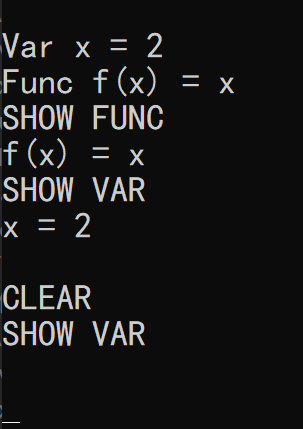 Var x = 2
Func f(x) = x
SHOW FUNC
f(x) = x
SHOW VAR
x = 2
CLEAR
SHOW VAR